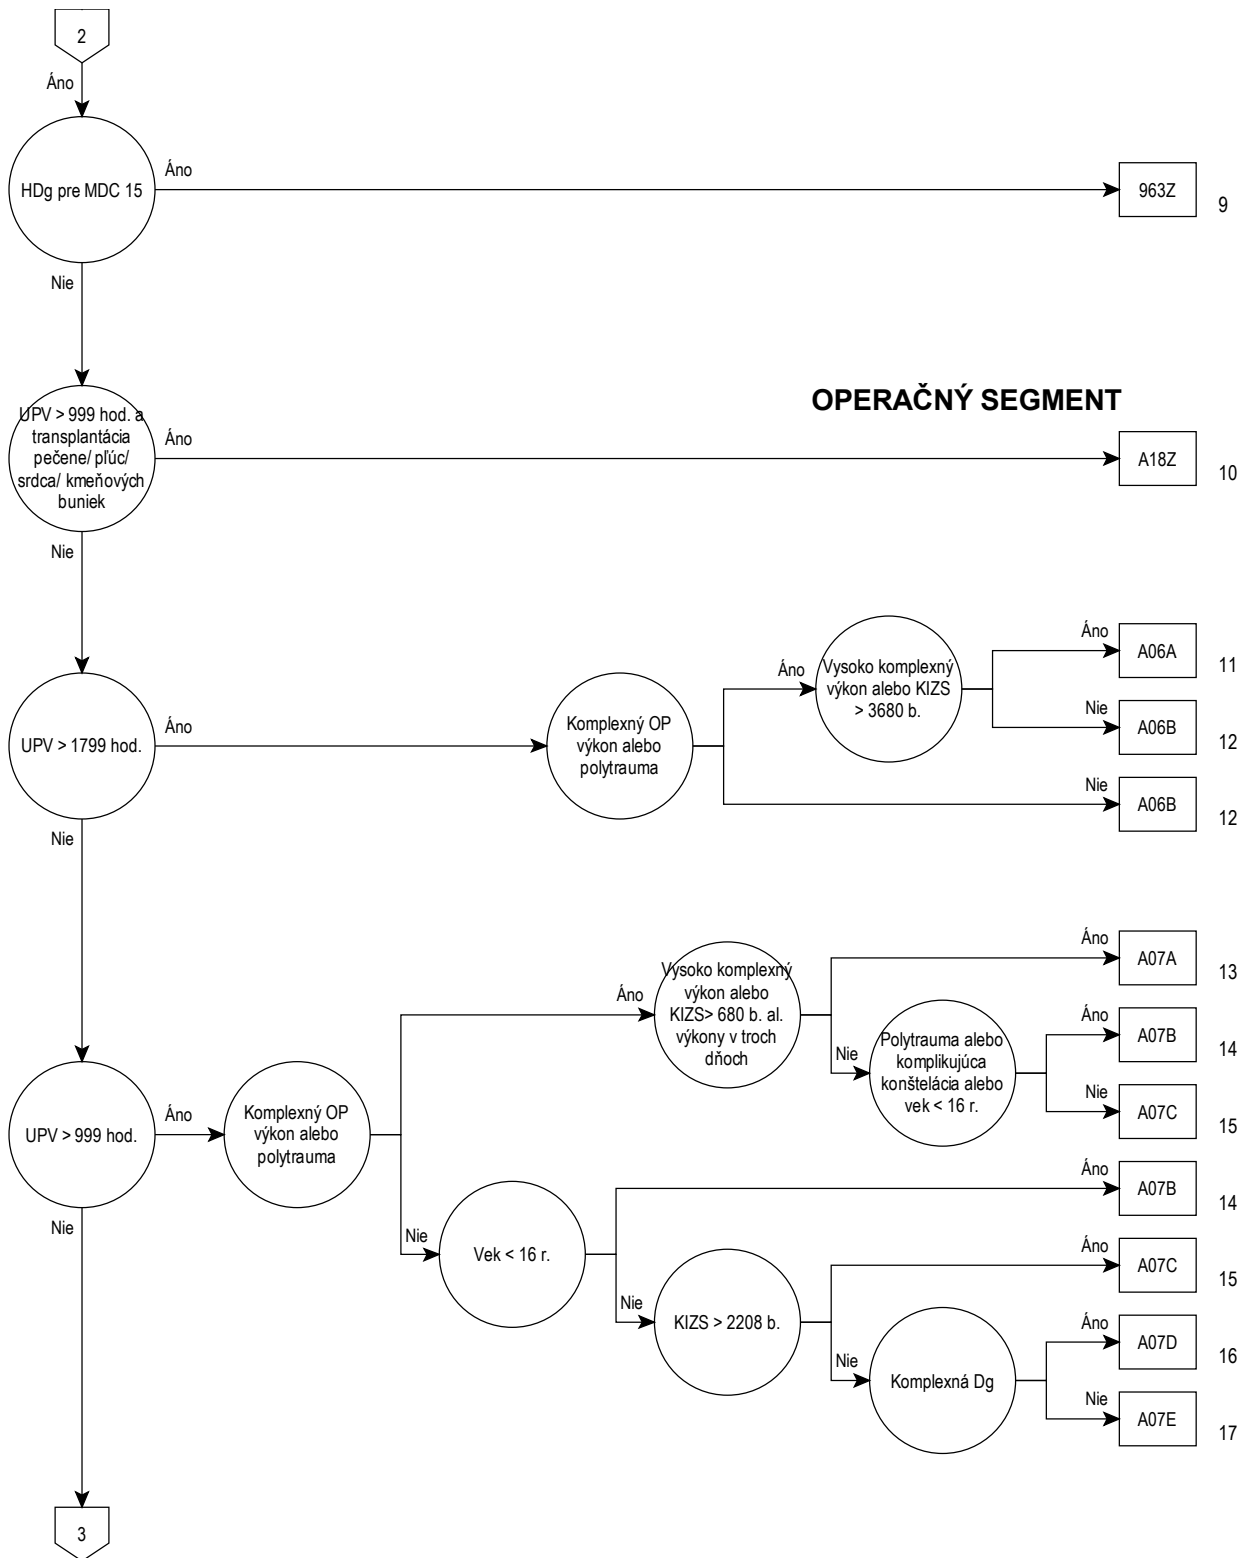 2
Áno
HDg pre MDC 15
Áno
963Z
9
Nie
OPERAČNÝ SEGMENT
UPV > 999 hod. a
transplantácia
pečene/ pľúc/
srdca/ kmeňových
buniek
Áno
A18Z
10
Nie
UPV > 1799 hod.
Áno
Komplexný OP
výkon alebo
polytrauma
Áno
Vysoko komplexný
výkon alebo KIZS
> 3680 b.
Áno
A06A
11
Nie
A06B
12
Nie
A06B
12
Nie
UPV > 999 hod.
Áno
Komplexný OP
výkon alebo
polytrauma
Áno
Vysoko komplexný
výkon alebo
KIZS> 680 b. al.
výkony v troch
dňoch
Áno
A07A
13
Nie
Polytrauma alebo
komplikujúca
konštelácia alebo
vek < 16 r.
Áno
A07B
14
Nie
A07C
15
Nie
Vek < 16 r.
Áno
A07B
14
Nie
KIZS > 2208 b.
Áno
A07C
15
Nie
Komplexná Dg
Áno
A07D
16
Nie
A07E
17
Nie
3